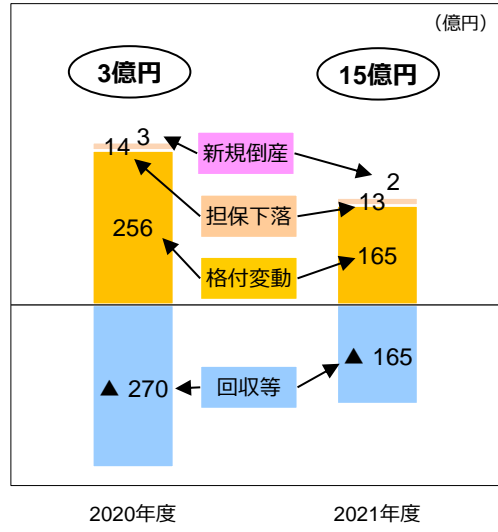 （億円）
3億円
15億円
3
14
新規倒産
2
担保下落
13
256
格付変動
165
▲ 270
回収等
▲ 165
2020年度
2021年度